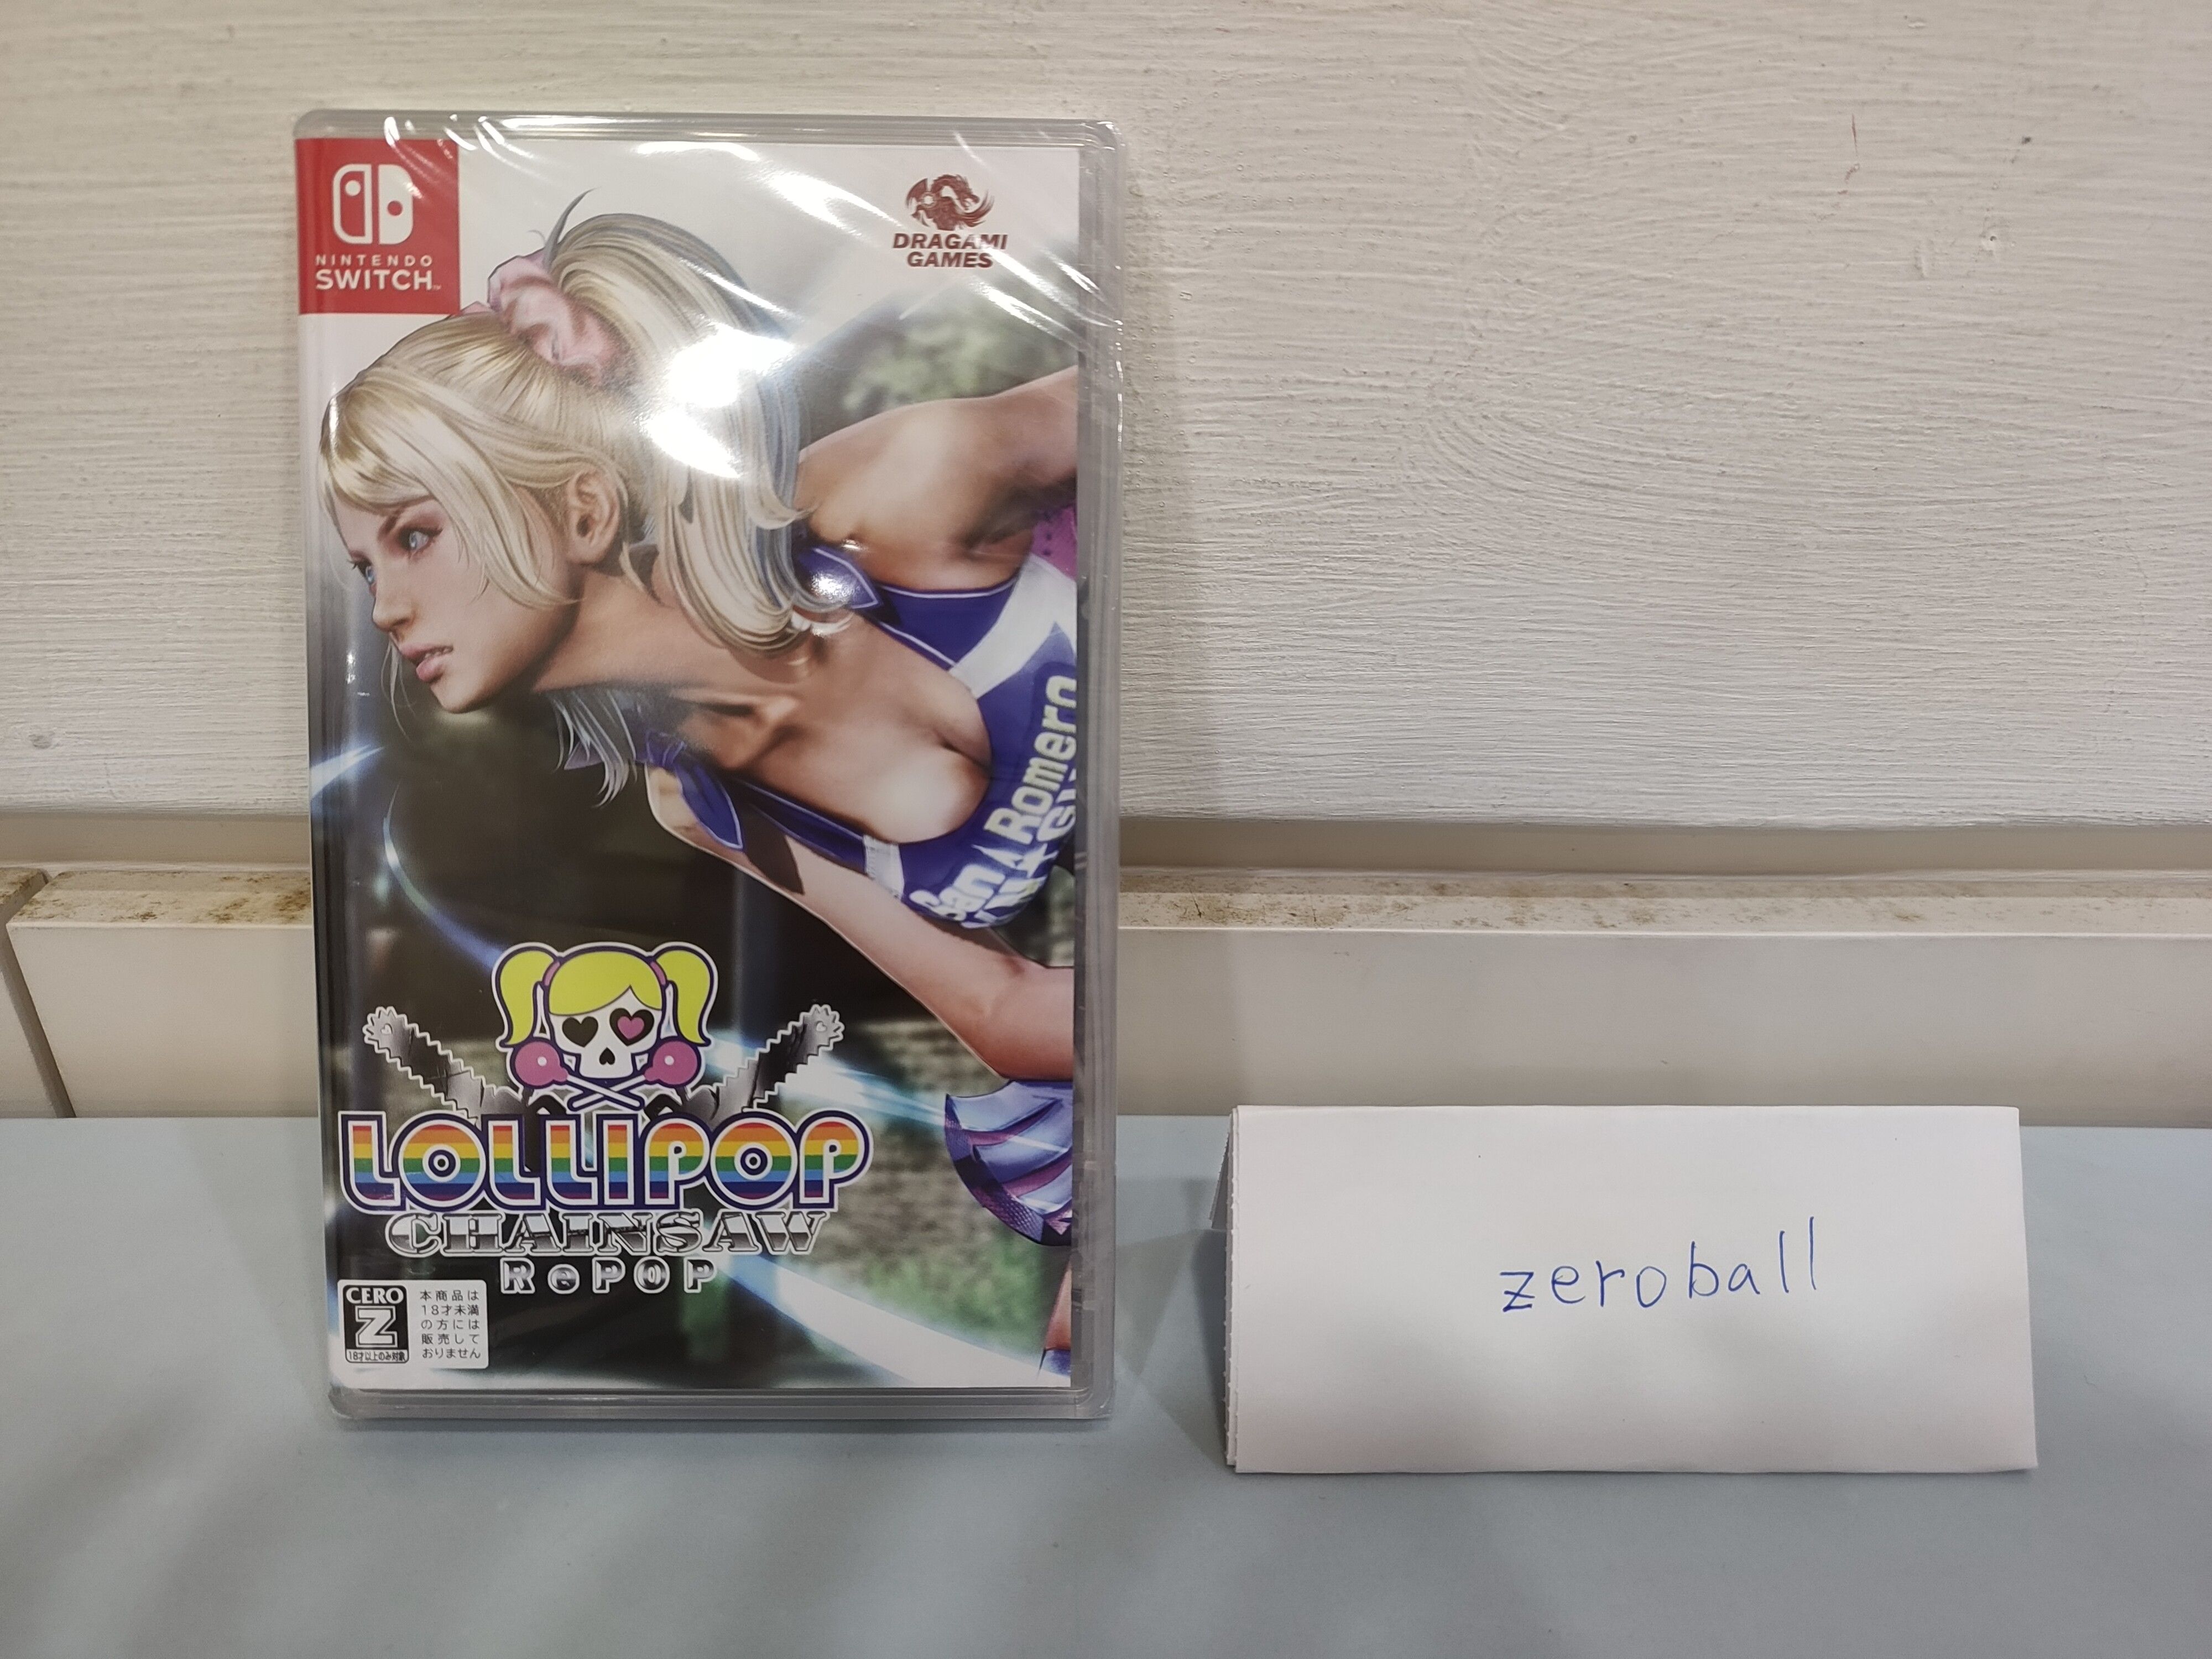 NINTENDO
SWITCH
DRAGAMI
GAMES
San Romero
LOLLIPOP
CHAINSAW
RePOP
CERO
Z
18才以上のみ対象
本商品は
18才未満
の方には
販売して
おりません
zeroball